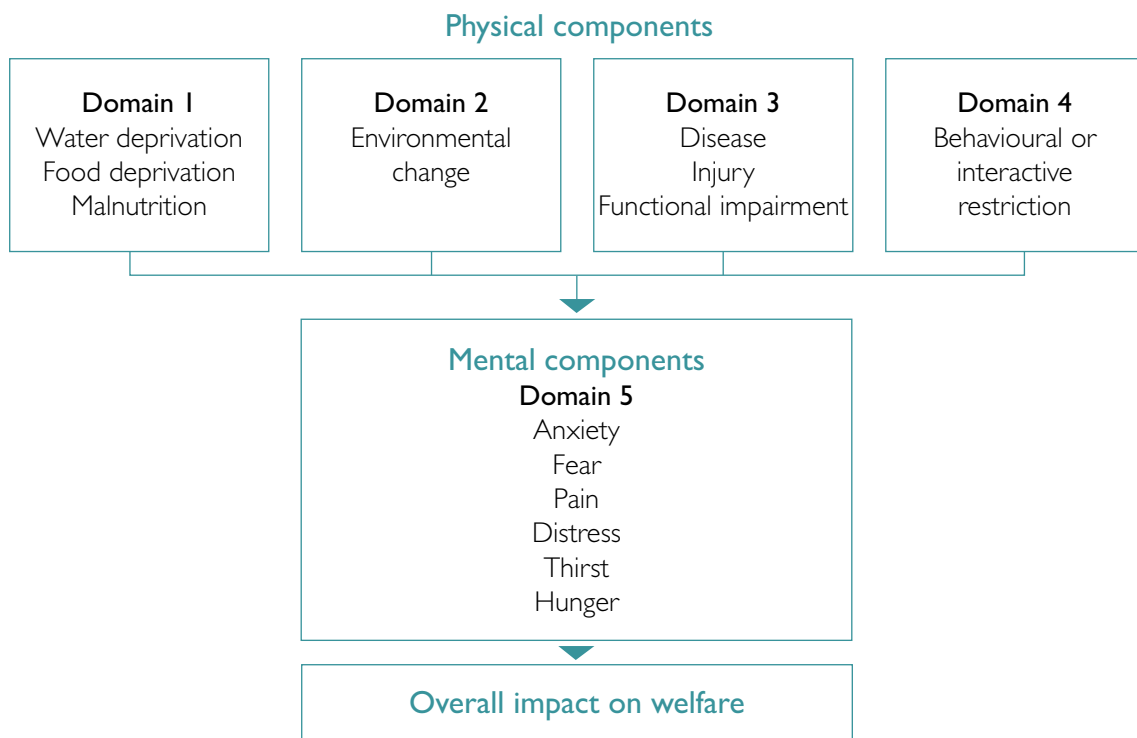 Physical components
Domain 1
Water deprivation
Food deprivation
Malnutrition
Domain 2
Environmental
change
Domain 3
Disease
Injury
Functional impairment
Domain 4
Behavioural or
interactive
restriction
Mental components
Domain 5
Anxiety
Fear
Pain
Distress
Thirst
Hunger
Overall impact on welfare